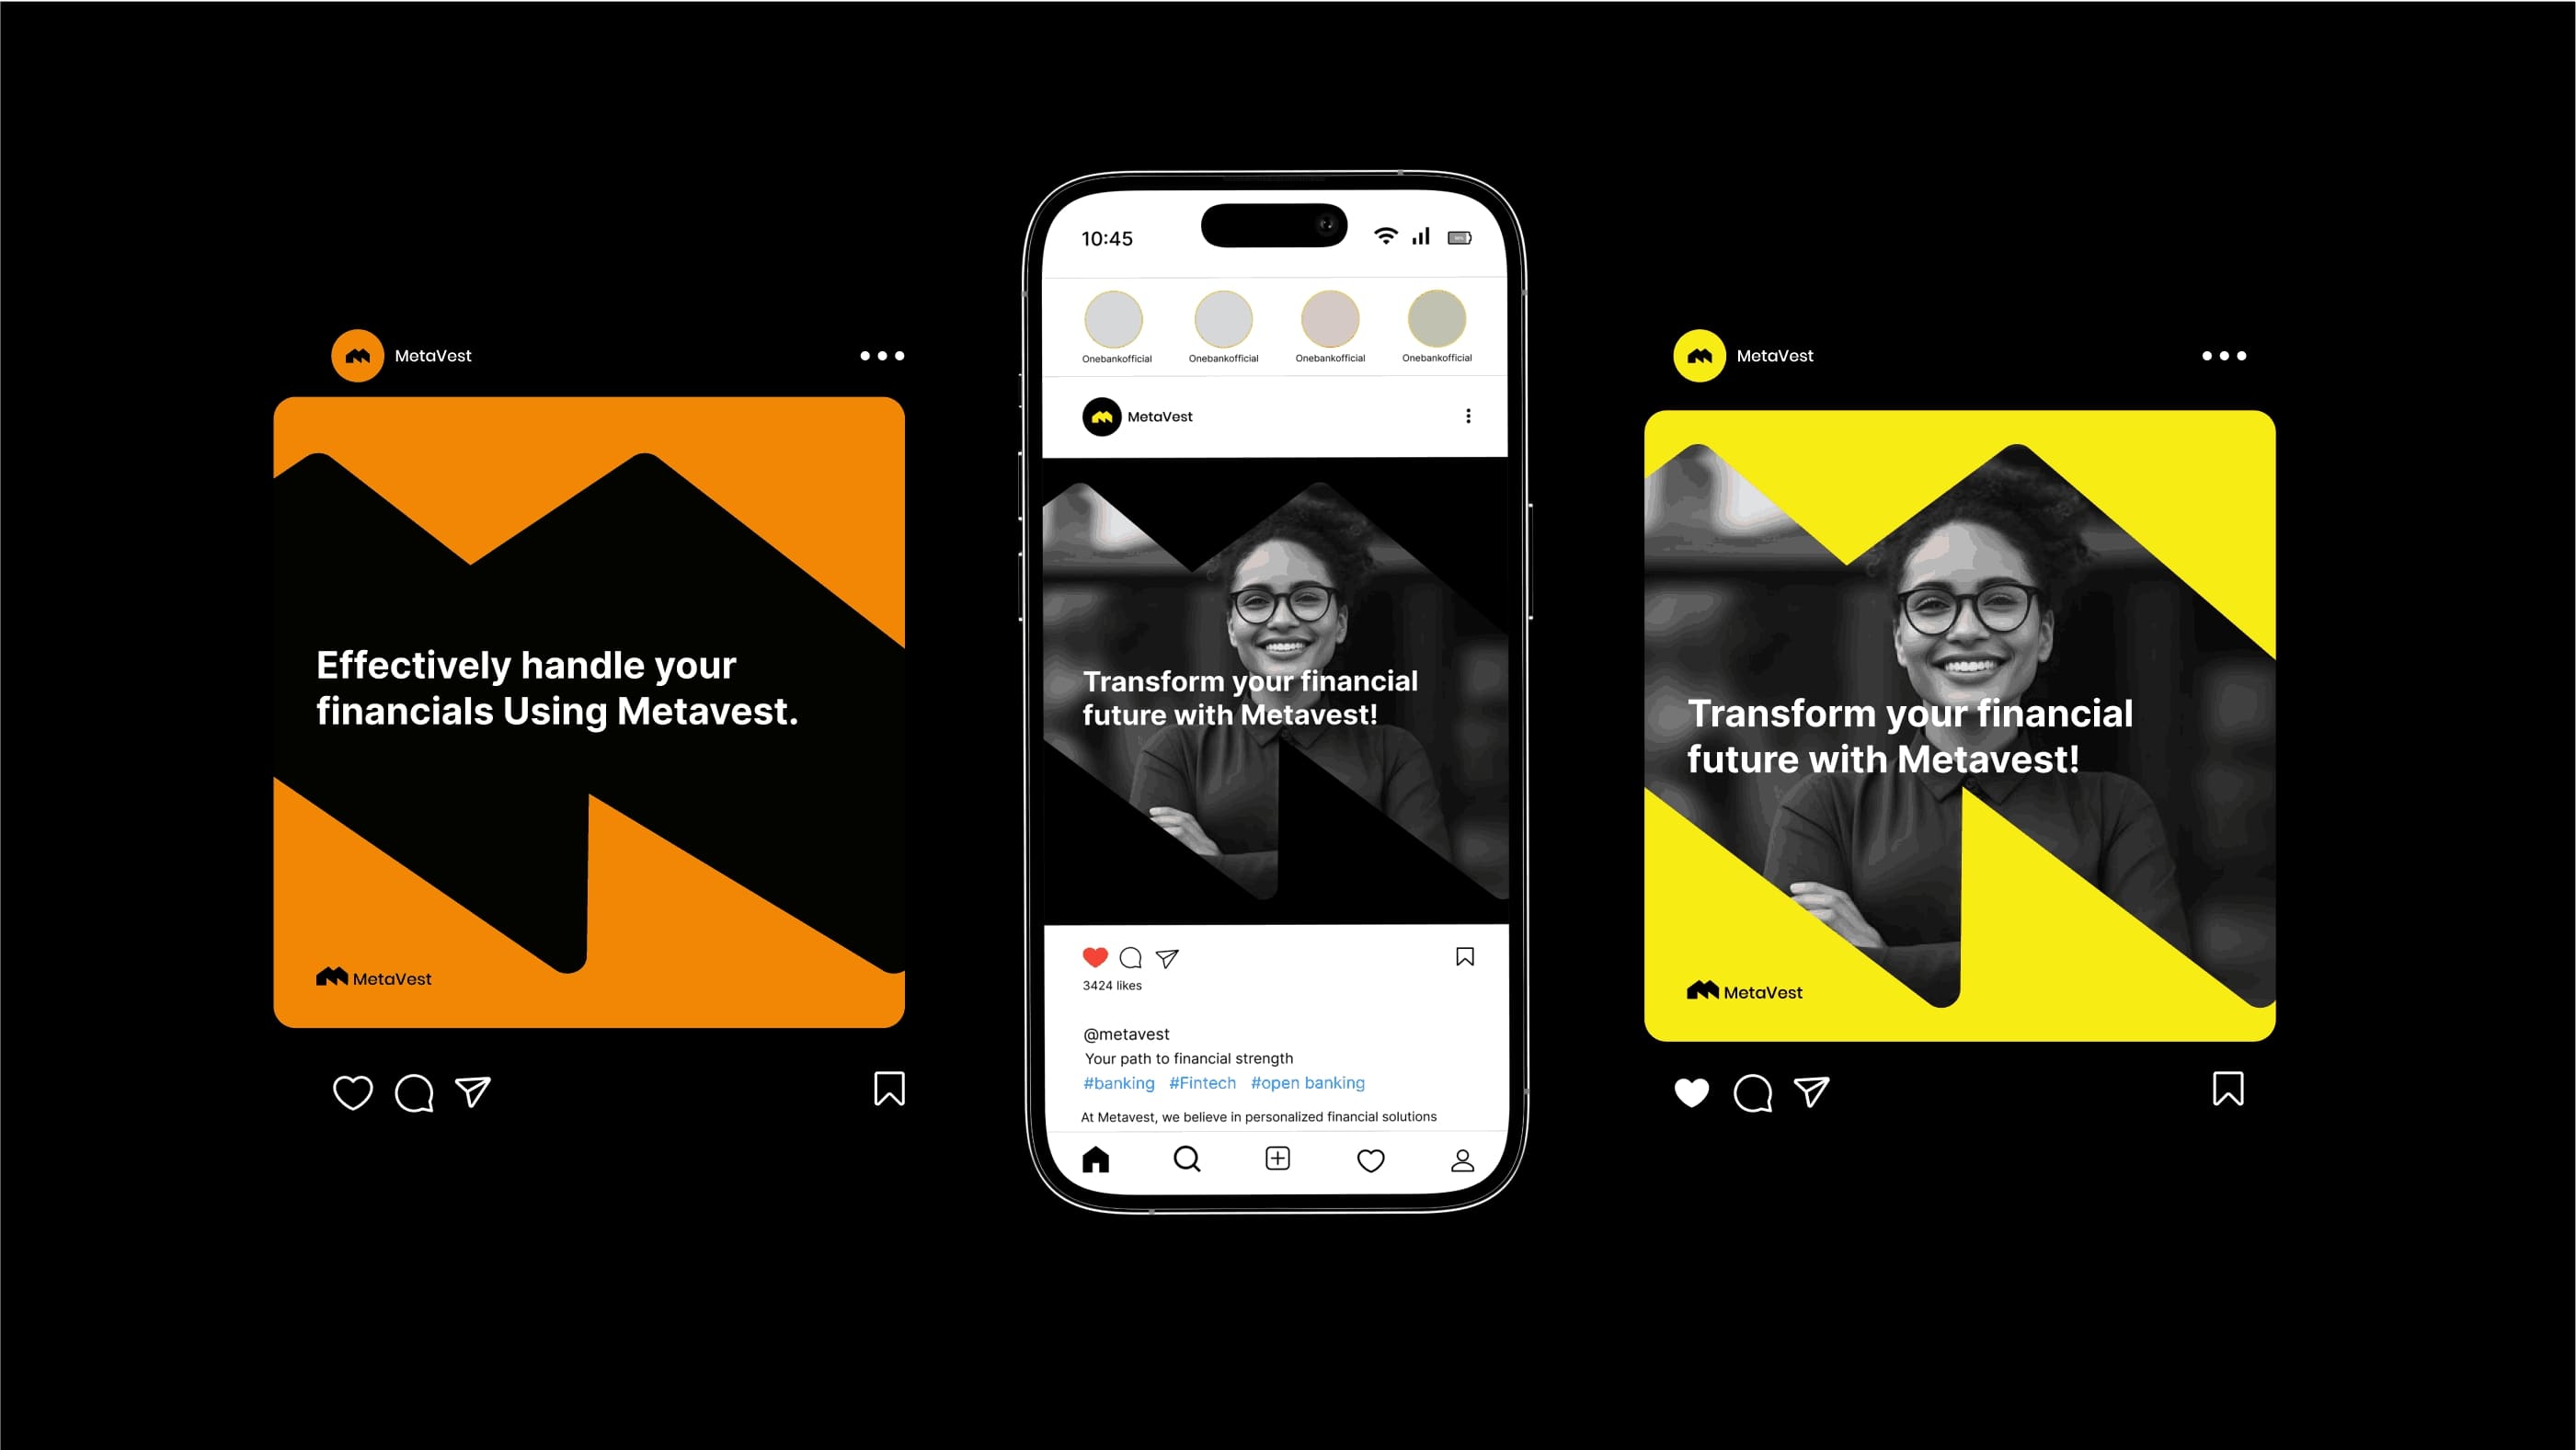 MetaVest
Effectively handle your
financials Using Metavest.
MetaVest
10:45
Onebankofficial Onebankofficial Onebankofficial Onebankofficial
MetaVest
Transform your financial
future with Metavest!
3424 likes
@metavest
Your path to financial strength
#banking #Fintech #open banking
At Metavest, we believe in personalized financial solutions
MetaVest
Transform your financial
future with Metavest!
MetaVest